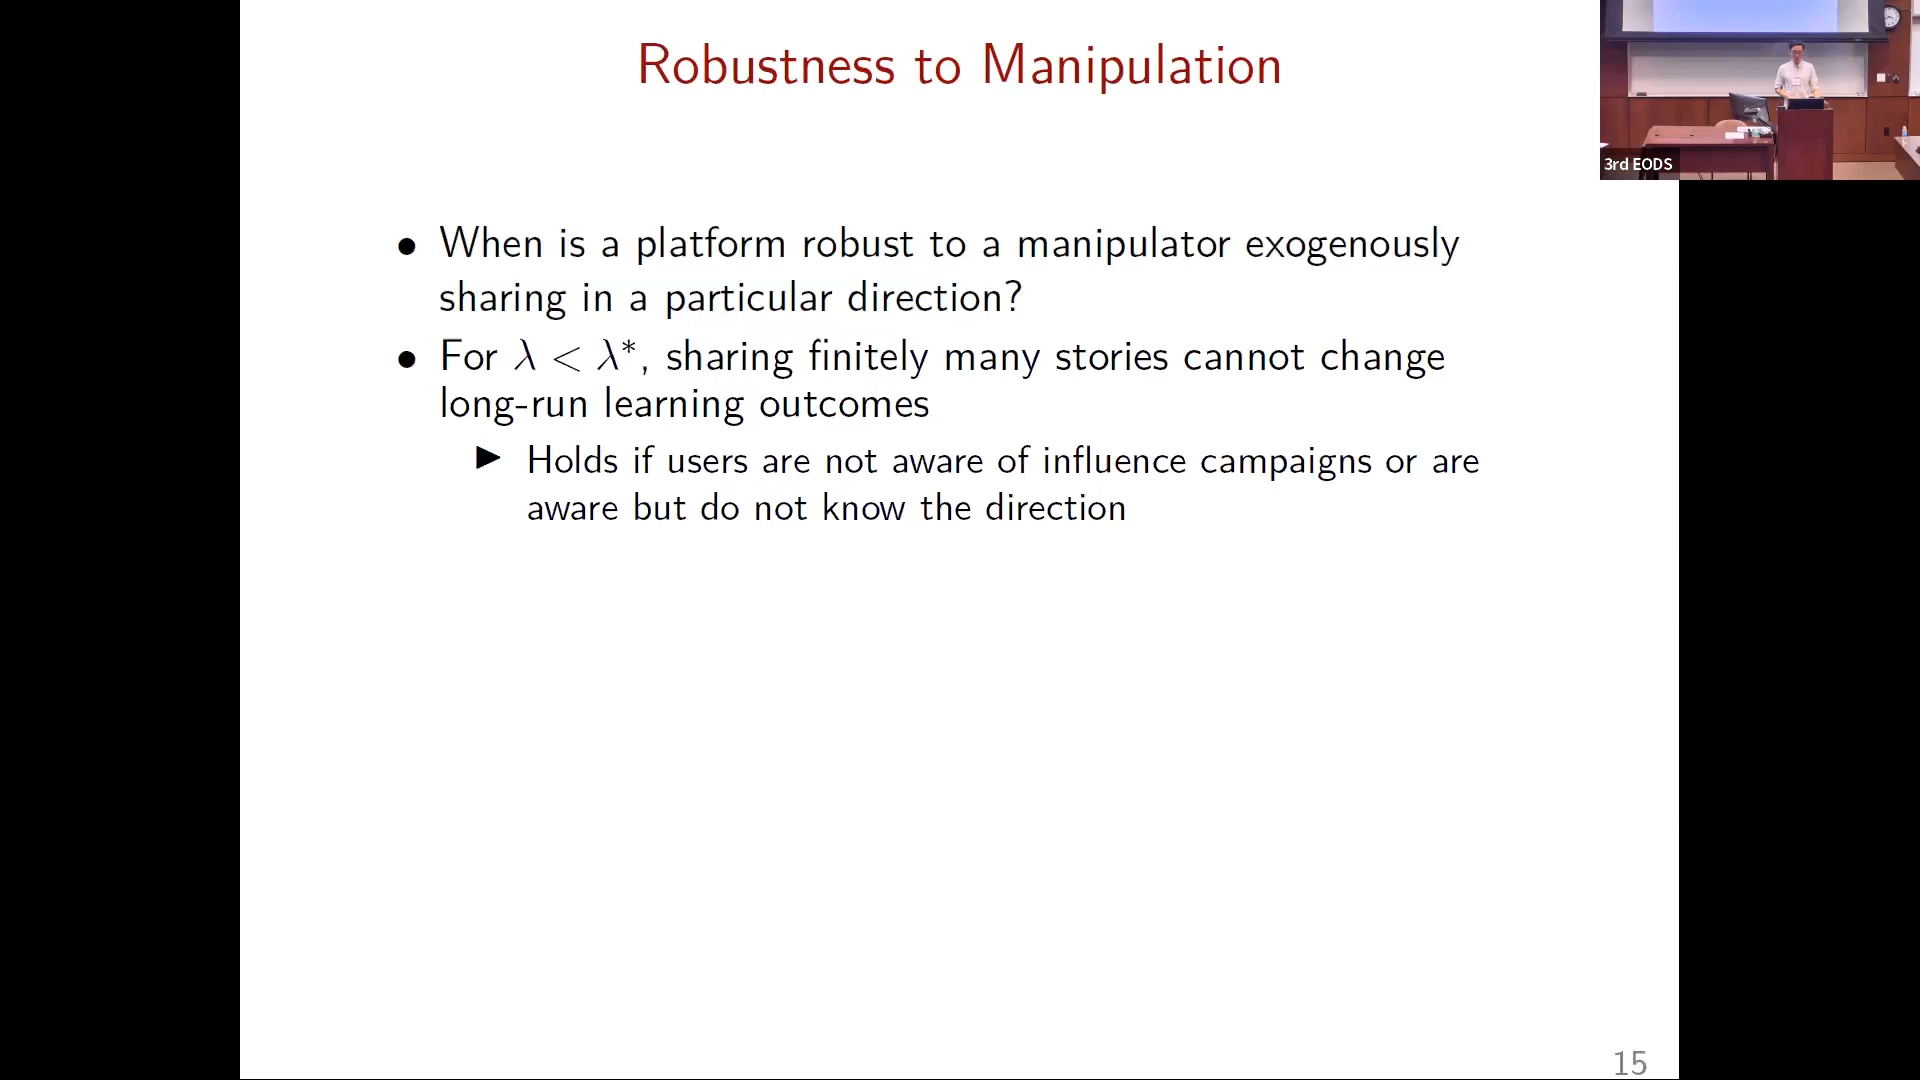 Robustness to Manipulation
3rd EODS
• When is a platform robust to a manipulator exogenously
sharing in a particular direction?
• For λ < λ*, sharing finitely many stories cannot change
long-run learning outcomes
▶ Holds if users are not aware of influence campaigns or are
aware but do not know the direction
15